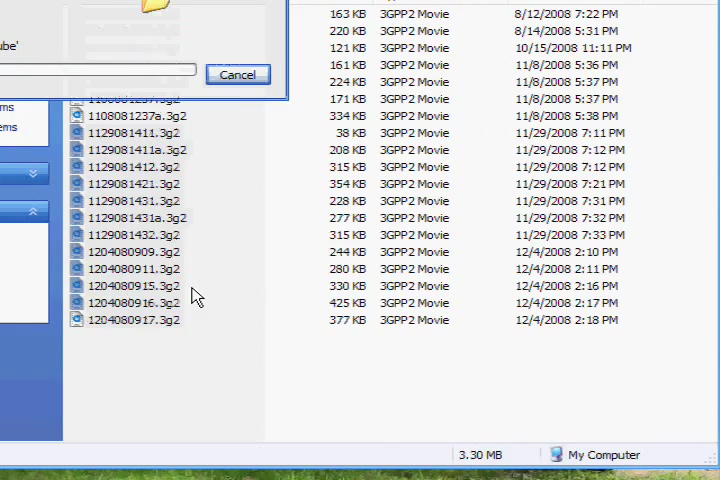 163 KB 3GPP2 Movie 8/12/2008 7:22 PM
220 KB 3GPP2 Movie 8/14/2008 5:31 PM
ube' 121 KB 3GPP2 Movie 10/15/2008 11:11 PM
161 KB 3GPP2 Movie 11/8/2008 5:36 PM
Cancel 224 KB 3GPP2 Movie 11/8/2008 5:37 PM
171 KB 3GPP2 Movie 11/8/2008 5:37 PM
ms
1108081237a.3g2 334 KB 3GPP2 Movie 11/8/2008 5:38 PM
ems
1129081411.3g2 38 KB 3GPP2 Movie 11/29/2008 7:11 PM
1129081411a.3g2 208 KB 3GPP2 Movie 11/29/2008 7:12 PM
1129081412.3g2 315 KB 3GPP2 Movie 11/29/2008 7:12 PM
1129081421.3g2 354 KB 3GPP2 Movie 11/29/2008 7:21 PM
1129081431.3g2 228 KB 3GPP2 Movie 11/29/2008 7:31 PM
1129081431a.3g2 277 KB 3GPP2 Movie 11/29/2008 7:32 PM
1129081432.3g2 315 KB 3GPP2 Movie 11/29/2008 7:33 PM
1204080909.3g2 244 KB 3GPP2 Movie 12/4/2008 2:10 PM
1204080911.3g2 280 KB 3GPP2 Movie 12/4/2008 2:11 PM
1204080915.3g2 330 KB 3GPP2 Movie 12/4/2008 2:16 PM
1204080916.3g2 425 KB 3GPP2 Movie 12/4/2008 2:17 PM
1204080917.3g2 377 KB 3GPP2 Movie 12/4/2008 2:18 PM
3.30 MB My Computer